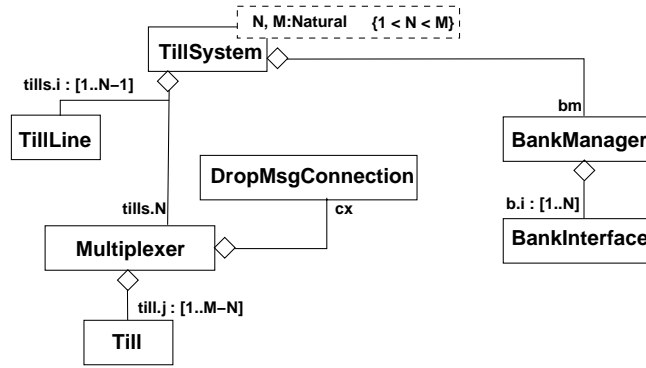 N, M:Natural {1 < N < M}
TillSystem
tills.i : [1..N−1]
bm
TillLine
BankManager
DropMsgConnection
tills.N
cx
b.i : [1..N]
Multiplexer
BankInterface
till.j : [1..M−N]
Till